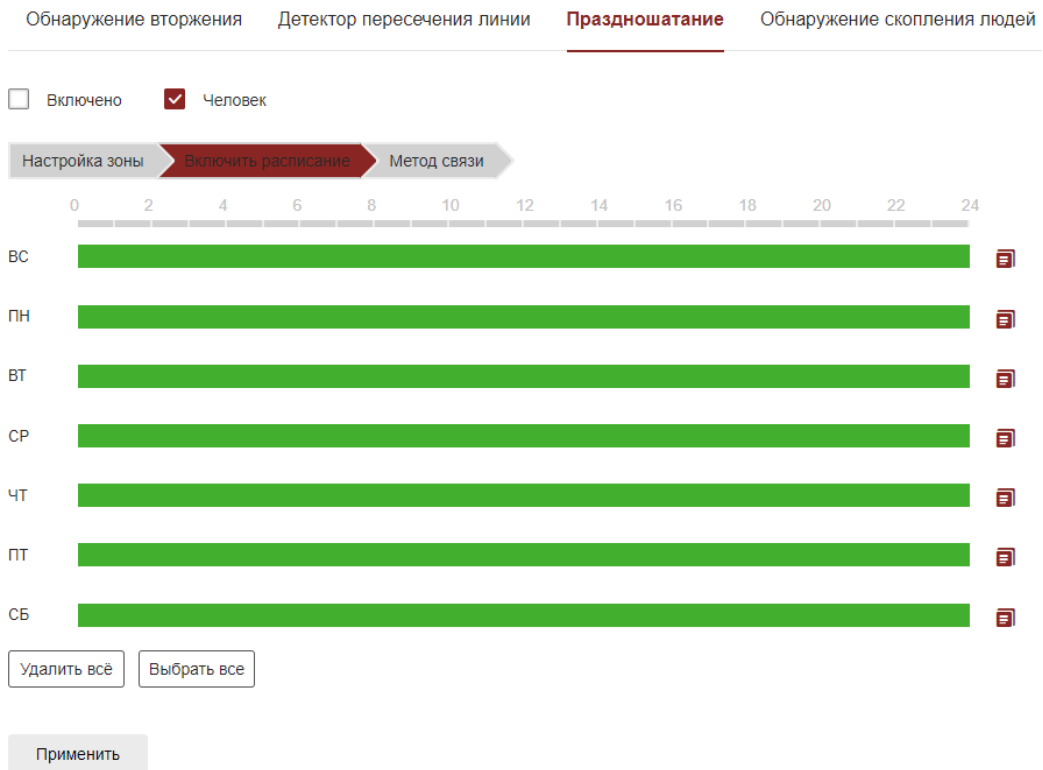 Обнаружение вторжения Детектор пересечения линии Праздношатание Обнаружение скопления людей
Включено Человек
Настройка зоны Включить расписание Метод связи
0 2 4 6 8 10 12 14 16 18 20 22 24
ВС
ПН
ВТ
СР
ЧТ
ПТ
СБ
Удалить всё Выбрать все
Применить